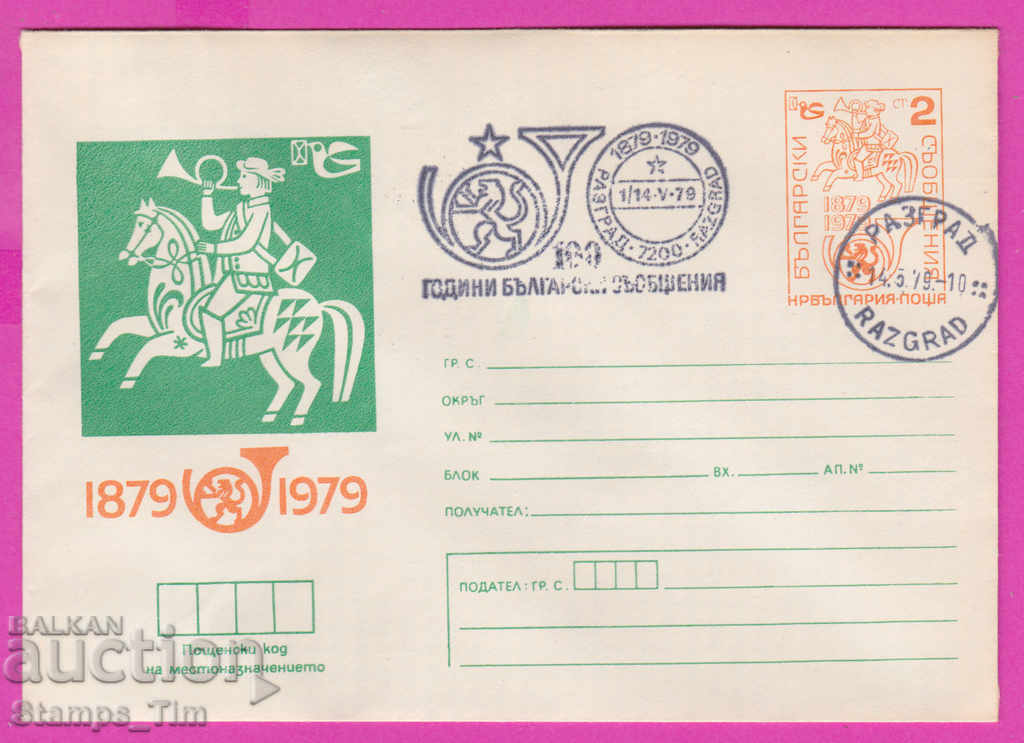 1879 · 1979
РАЗГРАД · 7200 · RAZGRAD
1/14·V·79
100
ГОДИНИ БЪЛГАРСКИ СЪОБЩЕНИЯ
СТ 2
БЪЛГАРСКИ
СЪОБЩЕНИЯ
1879
1979
НРБЪЛГАРИЯ·ПОЩА
РАЗГРАД
14.5.79.-10
RAZGRAD
1879 1979
ГР. С.
ОКРЪГ
УЛ. №
БЛОК ВХ. АП. №
ПОЛУЧАТЕЛ:
ПОДАТЕЛ: ГР. С.
Пощенски код
на местоназначението
BALKAN
auction
Stamps_Tim